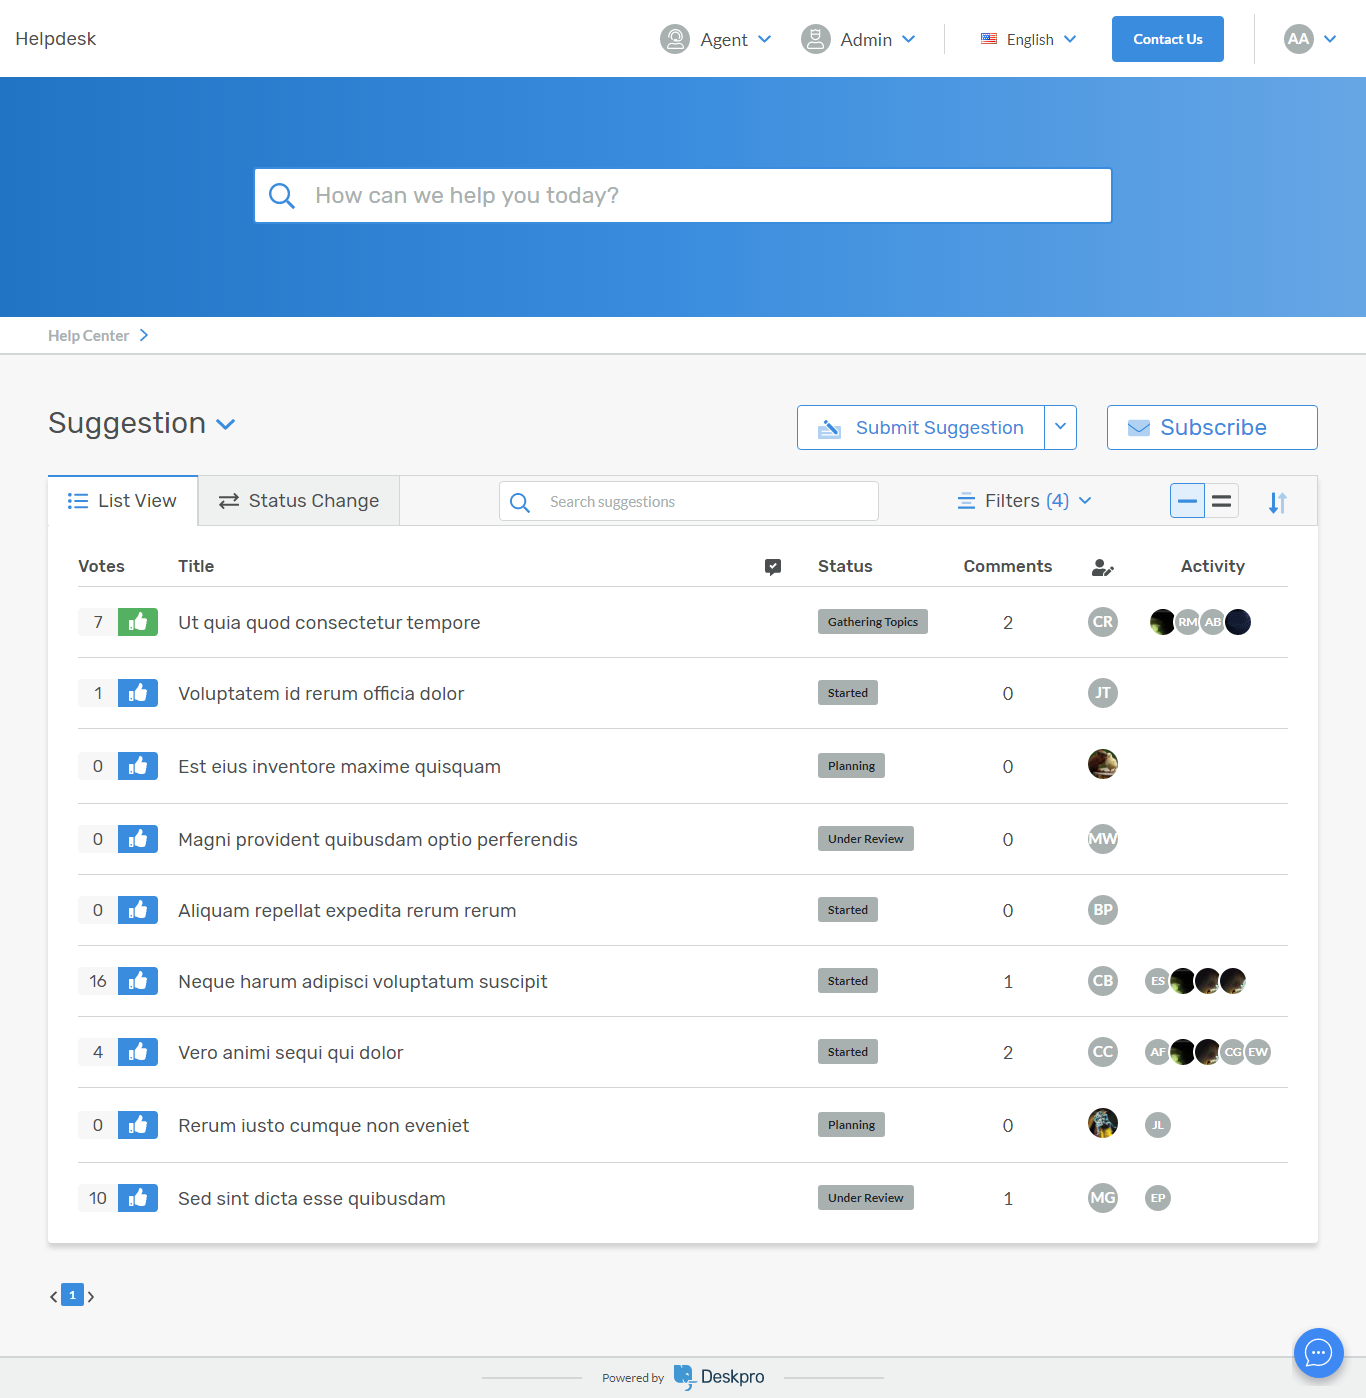 Helpdesk
Agent
Admin
English
Contact Us
AA
How can we help you today?
Help Center
Suggestion
Submit Suggestion
Subscribe
List View
Status Change
Search suggestions
Filters (4)
Votes Title Status Comments Activity
7 Ut quia quod consectetur tempore Gathering Topics 2 CR RM AB
1 Voluptatem id rerum officia dolor Started 0 JT
0 Est eius inventore maxime quisquam Planning 0
0 Magni provident quibusdam optio perferendis Under Review 0 MW
0 Aliquam repellat expedita rerum rerum Started 0 BP
16 Neque harum adipisci voluptatum suscipit Started 1 CB ES
4 Vero animi sequi qui dolor Started 2 CC AF CG EW
0 Rerum iusto cumque non eveniet Planning 0 JL
10 Sed sint dicta esse quibusdam Under Review 1 MG EP
1
Powered by Deskpro